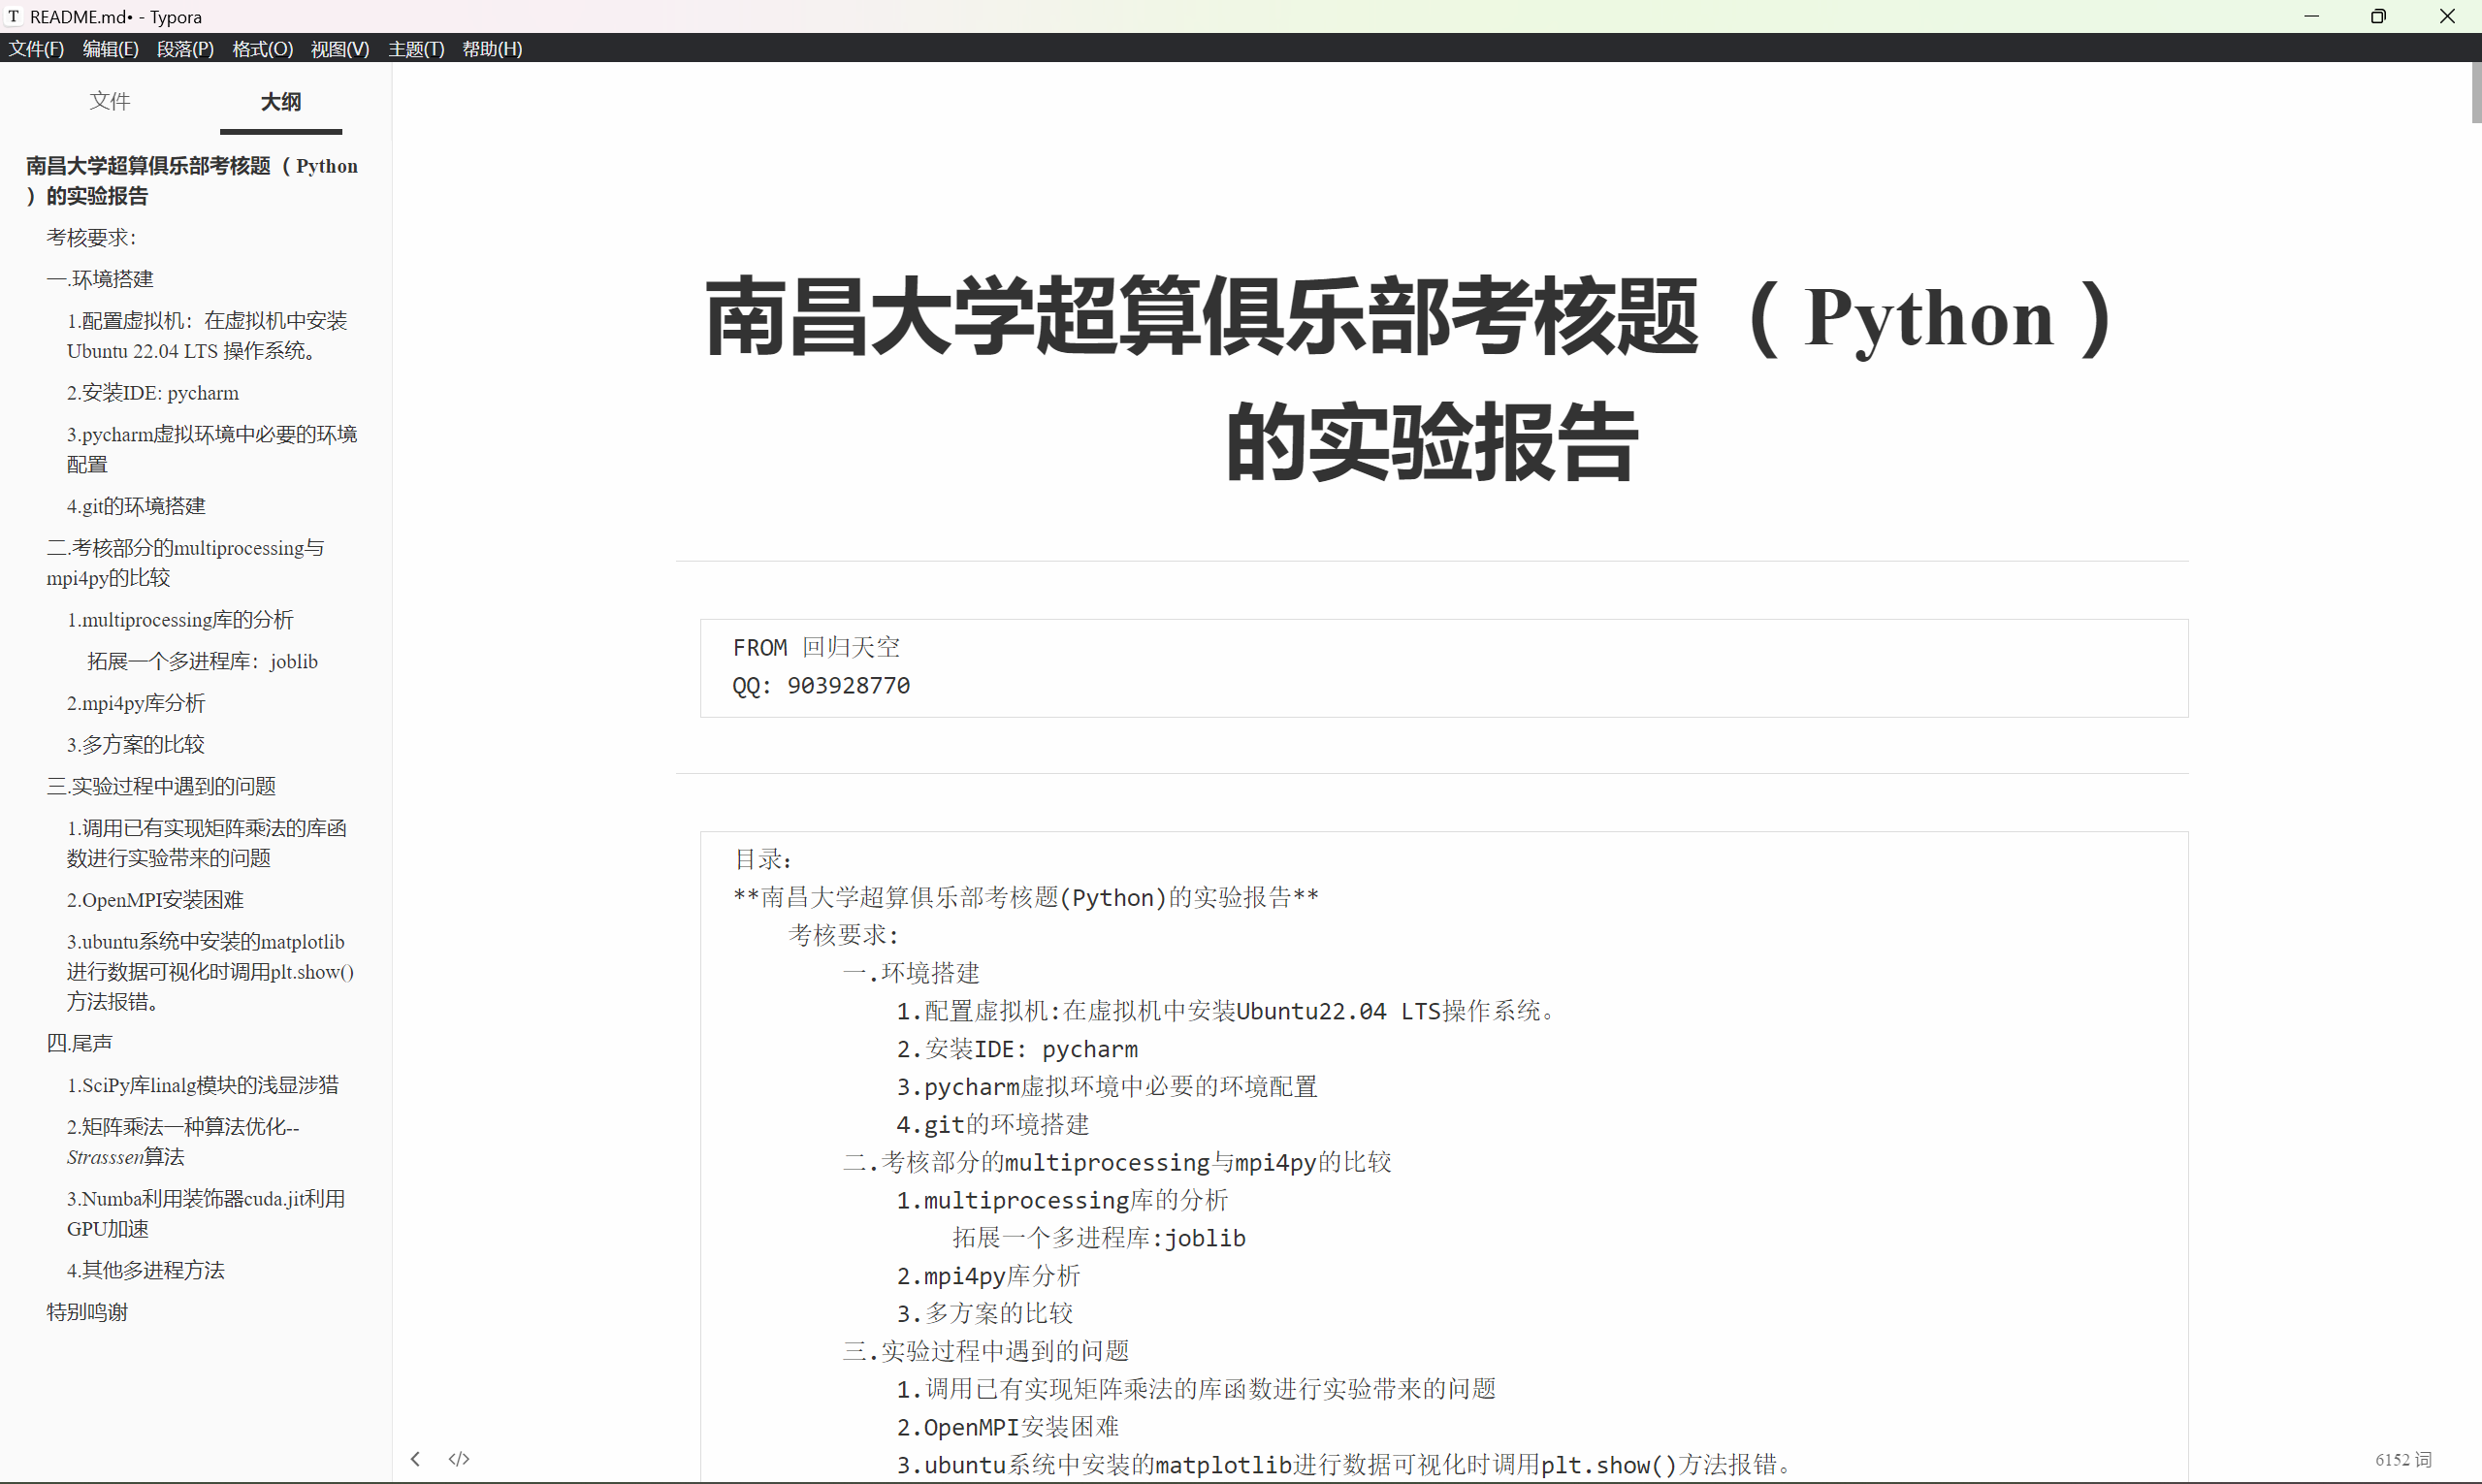 README.md• - Typora
文件(F) 编辑(E) 段落(P) 格式(O) 视图(V) 主题(T) 帮助(H)
文件 大纲
南昌大学超算俱乐部考核题（ Python
）的实验报告
考核要求：
一.环境搭建
1.配置虚拟机：在虚拟机中安装
Ubuntu 22.04 LTS 操作系统。
2.安装IDE: pycharm
3.pycharm虚拟环境中必要的环境
配置
4.git的环境搭建
二.考核部分的multiprocessing与
mpi4py的比较
1.multiprocessing库的分析
拓展一个多进程库：joblib
2.mpi4py库分析
3.多方案的比较
三.实验过程中遇到的问题
1.调用已有实现矩阵乘法的库函
数进行实验带来的问题
2.OpenMPI安装困难
3.ubuntu系统中安装的matplotlib
进行数据可视化时调用plt.show()
方法报错。
四.尾声
1.SciPy库linalg模块的浅显涉猎
2.矩阵乘法一种算法优化--
Strasssen算法
3.Numba利用装饰器cuda.jit利用
GPU加速
4.其他多进程方法
特别鸣谢
南昌大学超算俱乐部考核题（ Python ）
的实验报告
FROM 回归天空
QQ: 903928770
目录：
**南昌大学超算俱乐部考核题(Python)的实验报告**
考核要求:
一.环境搭建
1.配置虚拟机:在虚拟机中安装Ubuntu22.04 LTS操作系统。
2.安装IDE: pycharm
3.pycharm虚拟环境中必要的环境配置
4.git的环境搭建
二.考核部分的multiprocessing与mpi4py的比较
1.multiprocessing库的分析
拓展一个多进程库:joblib
2.mpi4py库分析
3.多方案的比较
三.实验过程中遇到的问题
1.调用已有实现矩阵乘法的库函数进行实验带来的问题
2.OpenMPI安装困难
3.ubuntu系统中安装的matplotlib进行数据可视化时调用plt.show()方法报错。
6152 词